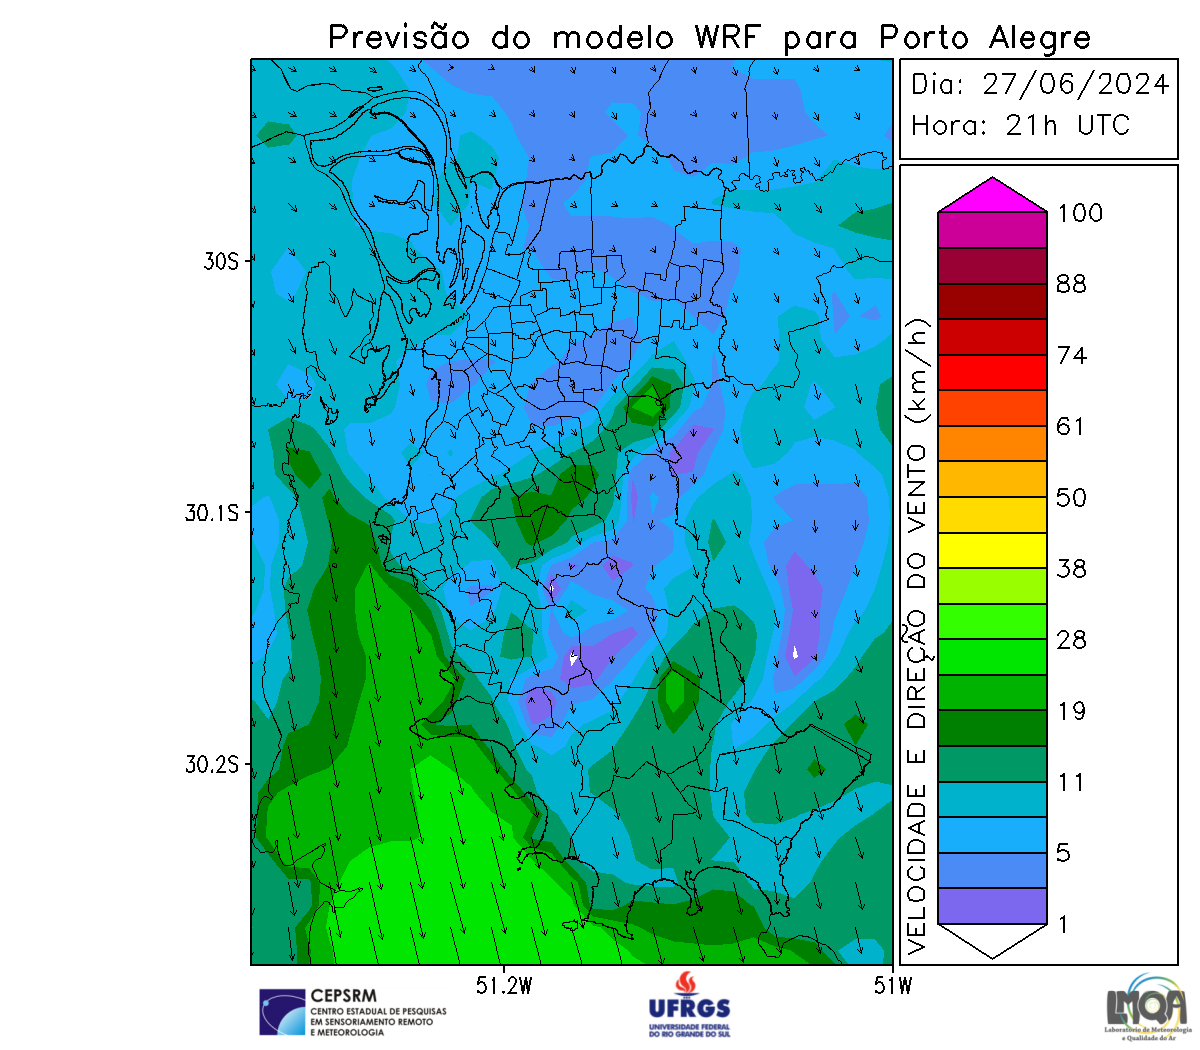 Previsão do modelo WRF para Porto Alegre
Dia: 27/06/2024
Hora: 21h UTC
30S
30.1S
30.2S
51.2W
51W
VELOCIDADE E DIREÇÃO DO VENTO (km/h)
100
88
74
61
50
38
28
19
11
5
1
CEPSRM
CENTRO ESTADUAL DE PESQUISAS
EM SENSORIAMENTO REMOTO
E METEOROLOGIA
UFRGS
UNIVERSIDADE FEDERAL
DO RIO GRANDE DO SUL
LMQA
Laboratório de Meteorologia
e Qualidade do Ar